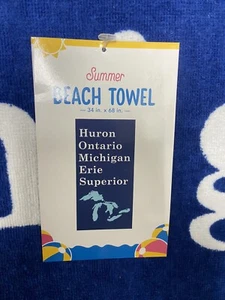 Summer
BEACH TOWEL
34 in. x 68 in.
Huron
Ontario
Michigan
Erie
Superior